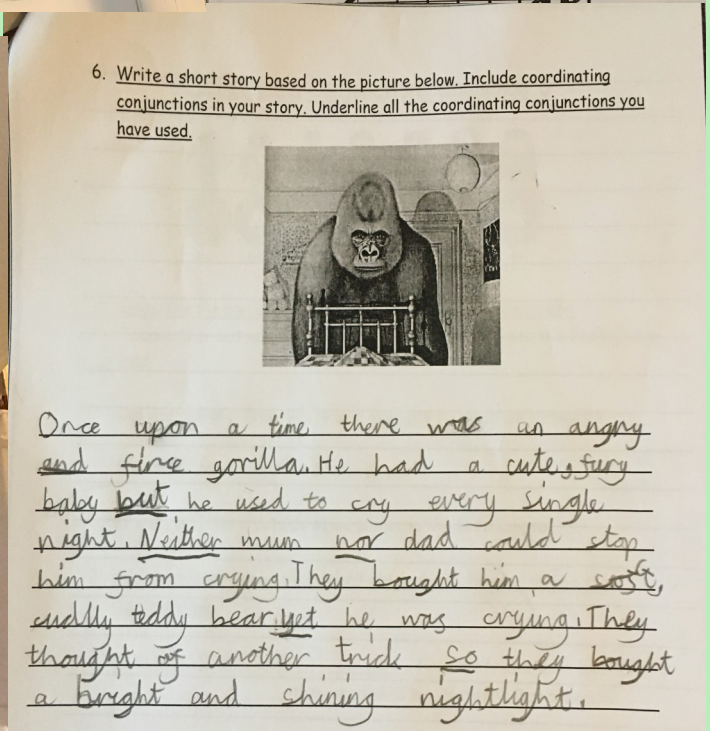 6. Write a short story based on the picture below. Include coordinating
conjunctions in your story. Underline all the coordinating conjunctions you
have used.
Once upon a time there was an angry
and firce gorilla. He had a cute, fury
baby but he used to cry every single
night. Neither mum nor dad could stop
him from crying. They bought him a soft,
cudlly teddy bear yet he was crying. They
thought of another trick so they bought
a bright and shining nightlight.